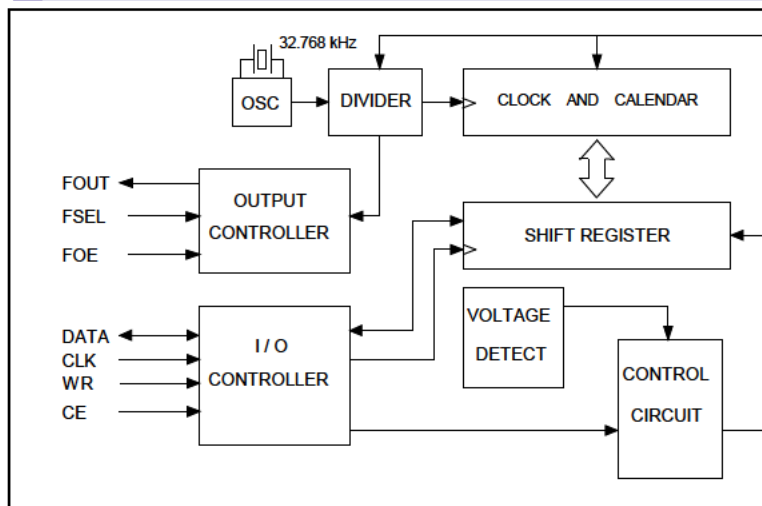 32.768 kHz
OSC
DIVIDER
CLOCK AND CALENDAR
FOUT
FSEL
FOE
OUTPUT
CONTROLLER
SHIFT REGISTER
DATA
CLK
WR
CE
I / O
CONTROLLER
VOLTAGE
DETECT
CONTROL
CIRCUIT